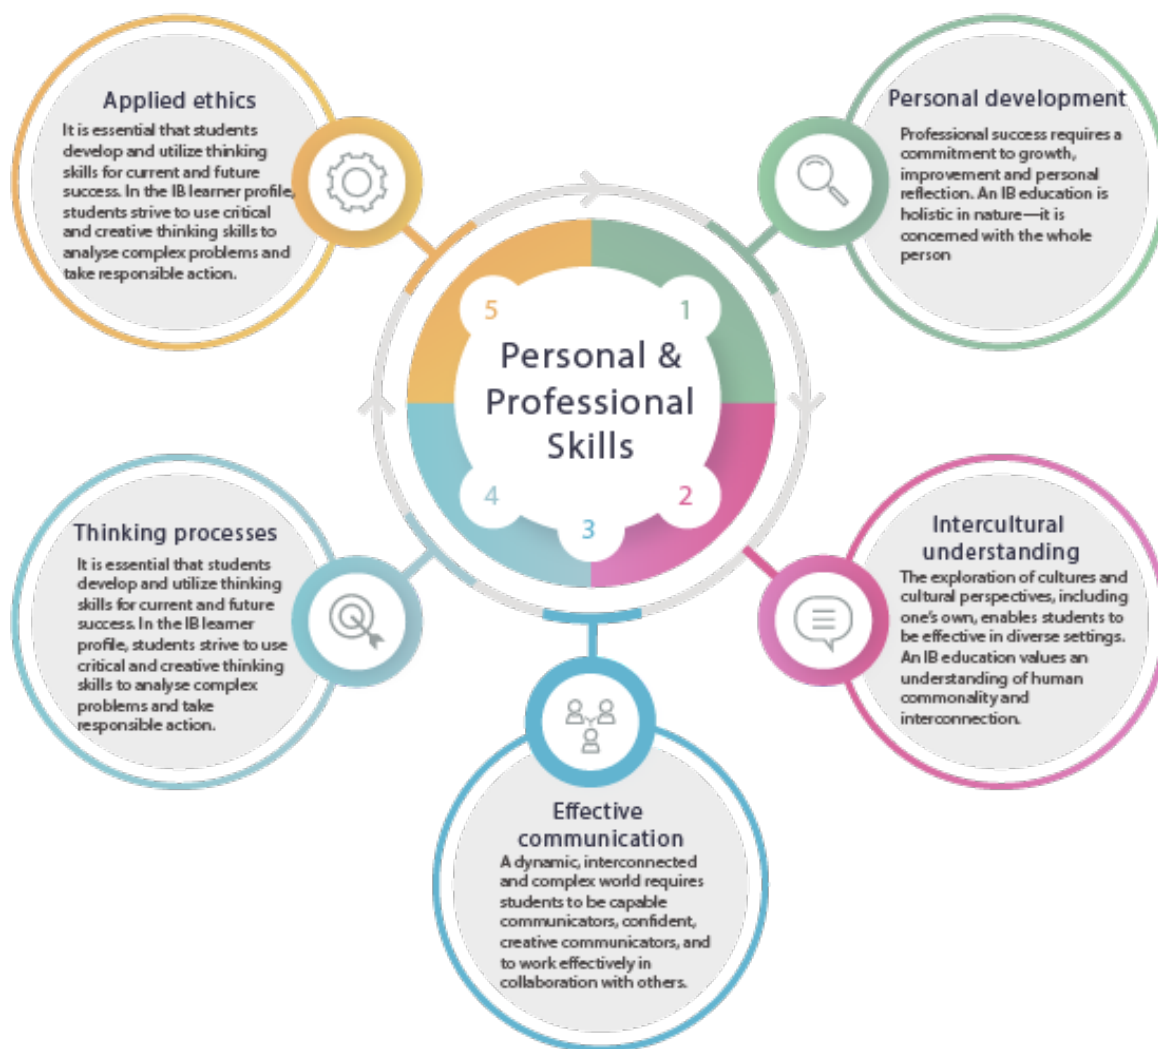 Personal &
Professional
Skills
1
2
3
4
5
Personal development
Professional success requires a
commitment to growth,
improvement and personal
reflection. An IB education is
holistic in nature—it is
concerned with the whole
person
Intercultural
understanding
The exploration of cultures and
cultural perspectives, including
one's own, enables students to
be effective in diverse settings.
An IB education values an
understanding of human
commonality and
interconnection.
Effective
communication
A dynamic, interconnected
and complex world requires
students to be capable
communicators, confident,
creative communicators, and
to work effectively in
collaboration with others.
Thinking processes
It is essential that students
develop and utilize thinking
skills for current and future
success. In the IB learner
profile, students strive to use
critical and creative thinking
skills to analyse complex
problems and take
responsible action.
Applied ethics
It is essential that students
develop and utilize thinking
skills for current and future
success. In the IB learner profile,
students strive to use critical
and creative thinking skills to
analyse complex problems and
take responsible action.